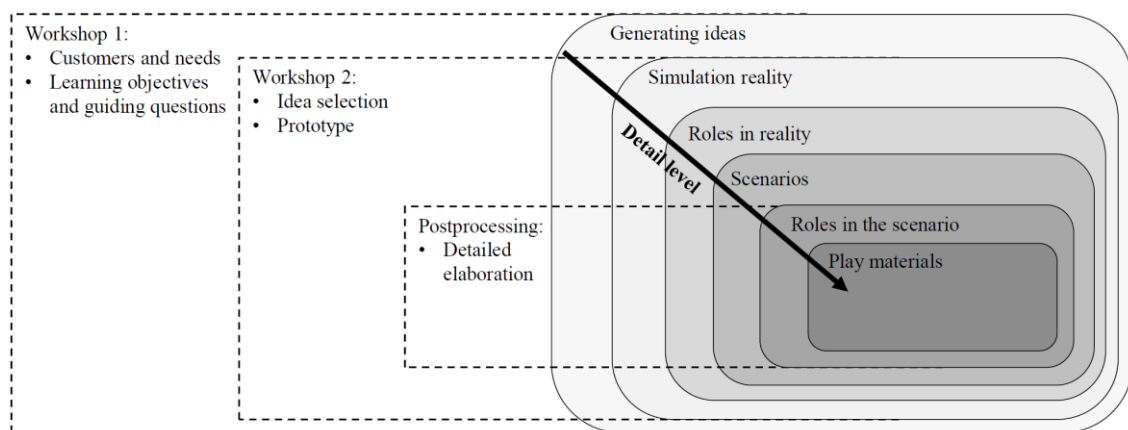 Workshop 1:
• Customers and needs
• Learning objectives
and guiding questions
Workshop 2:
• Idea selection
• Prototype
Postprocessing:
• Detailed
elaboration
Generating ideas
Simulation reality
Roles in reality
Scenarios
Roles in the scenario
Play materials
Detail level